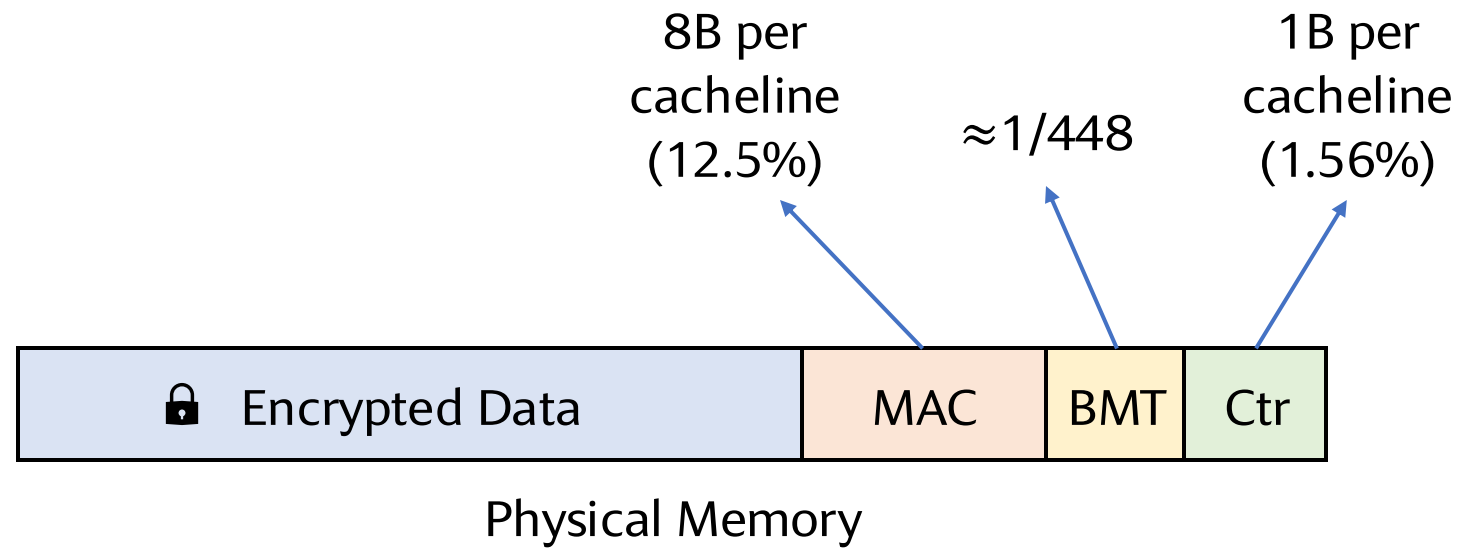 8B per
cacheline
(12.5%)
≈1/448
1B per
cacheline
(1.56%)
Encrypted Data
MAC
BMT
Ctr
Physical Memory